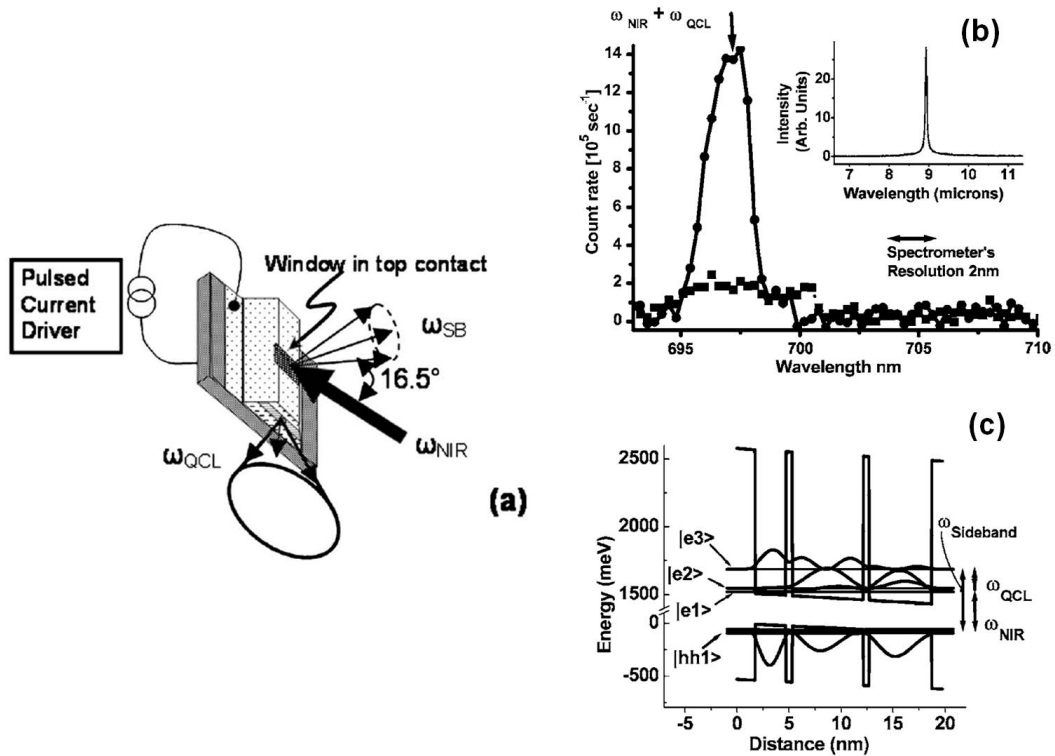 Pulsed
Current
Driver
Window in top contact
ωSB
16.5°
ωNIR
ωQCL
(a)
ωNIR + ωQCL
(b)
Count rate [10⁵ sec⁻¹]
14
12
10
8
6
4
2
0
695
700
705
710
Wavelength nm
Intensity
(Arb. Units)
20
10
0
7
8
9
10
11
Wavelength (microns)
Spectrometer's
Resolution 2nm
(c)
Energy (meV)
2500
2000
1500
0
-500
|e3>
|e2>
|e1>
|hh1>
ωSideband
ωQCL
ωNIR
-5
0
5
10
15
20
Distance (nm)